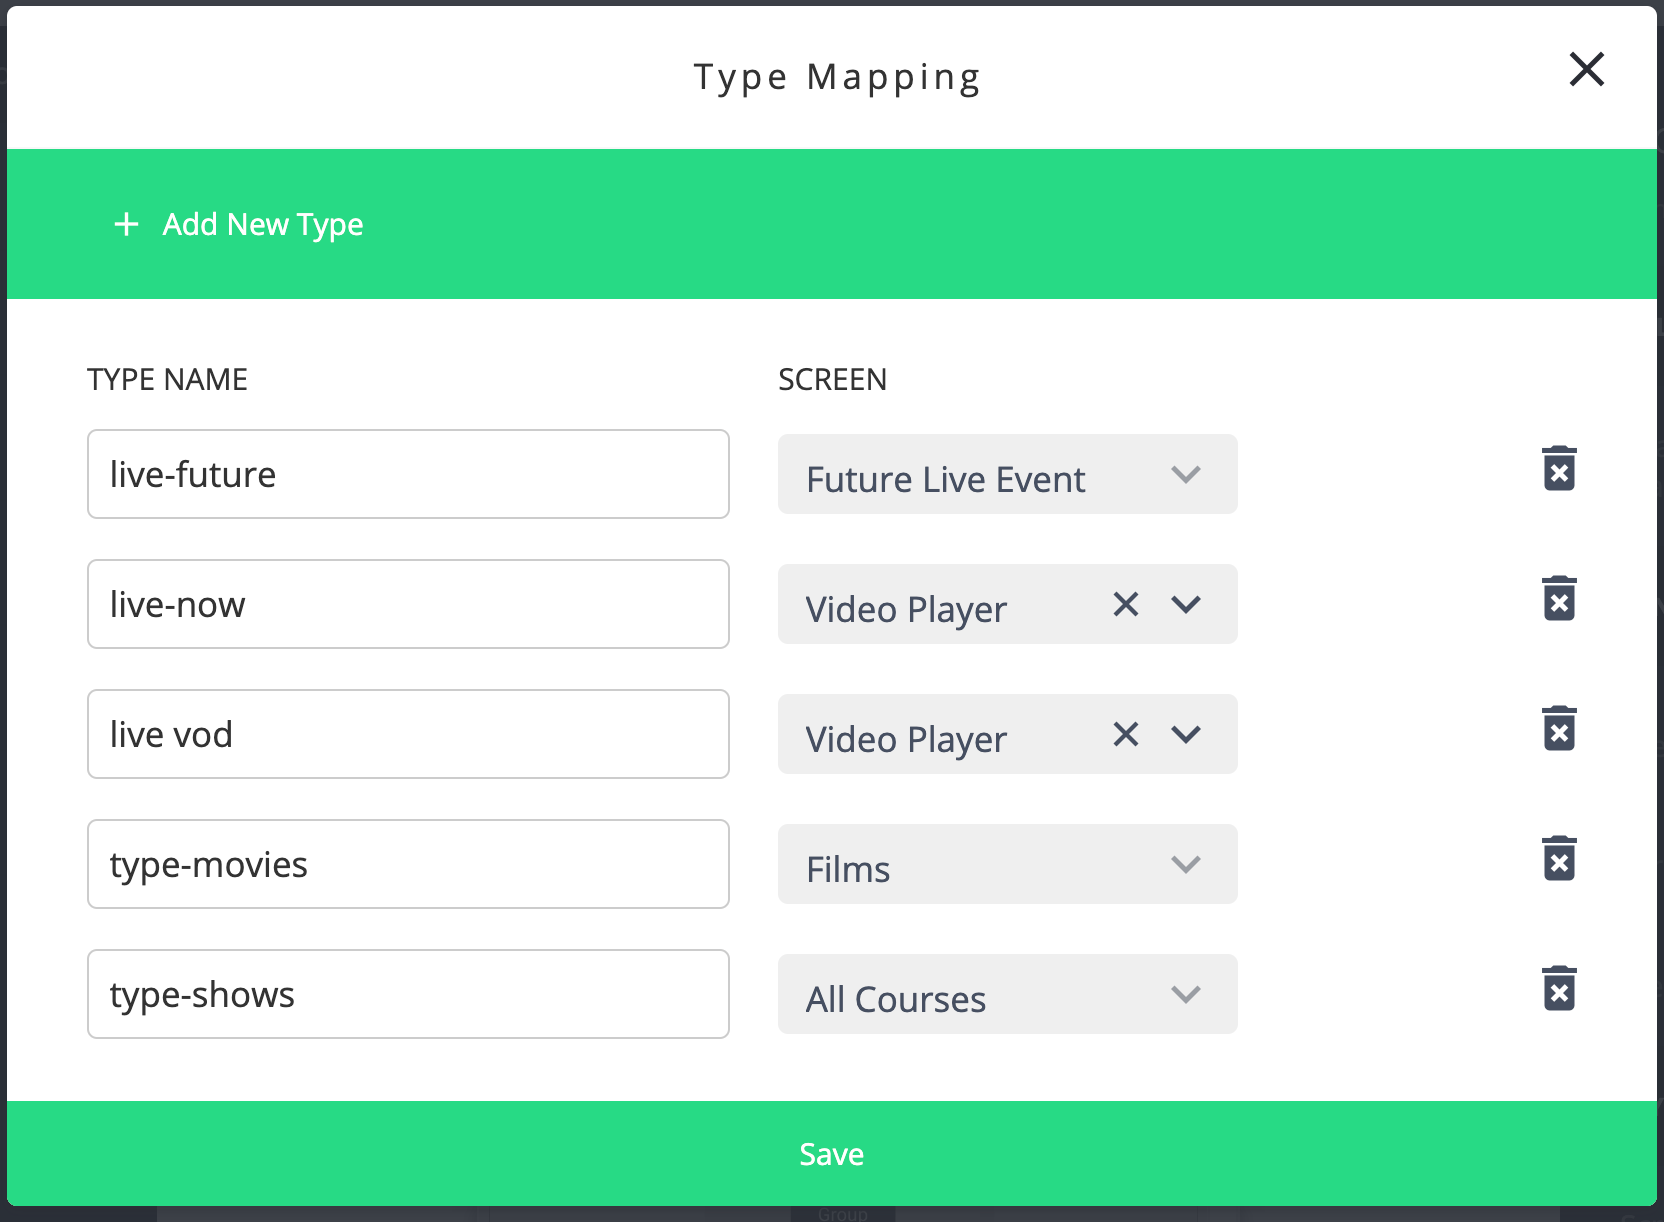 Type Mapping
+ Add New Type
TYPE NAME
SCREEN
live-future
Future Live Event
live-now
Video Player
live vod
Video Player
type-movies
Films
type-shows
All Courses
Save
Group